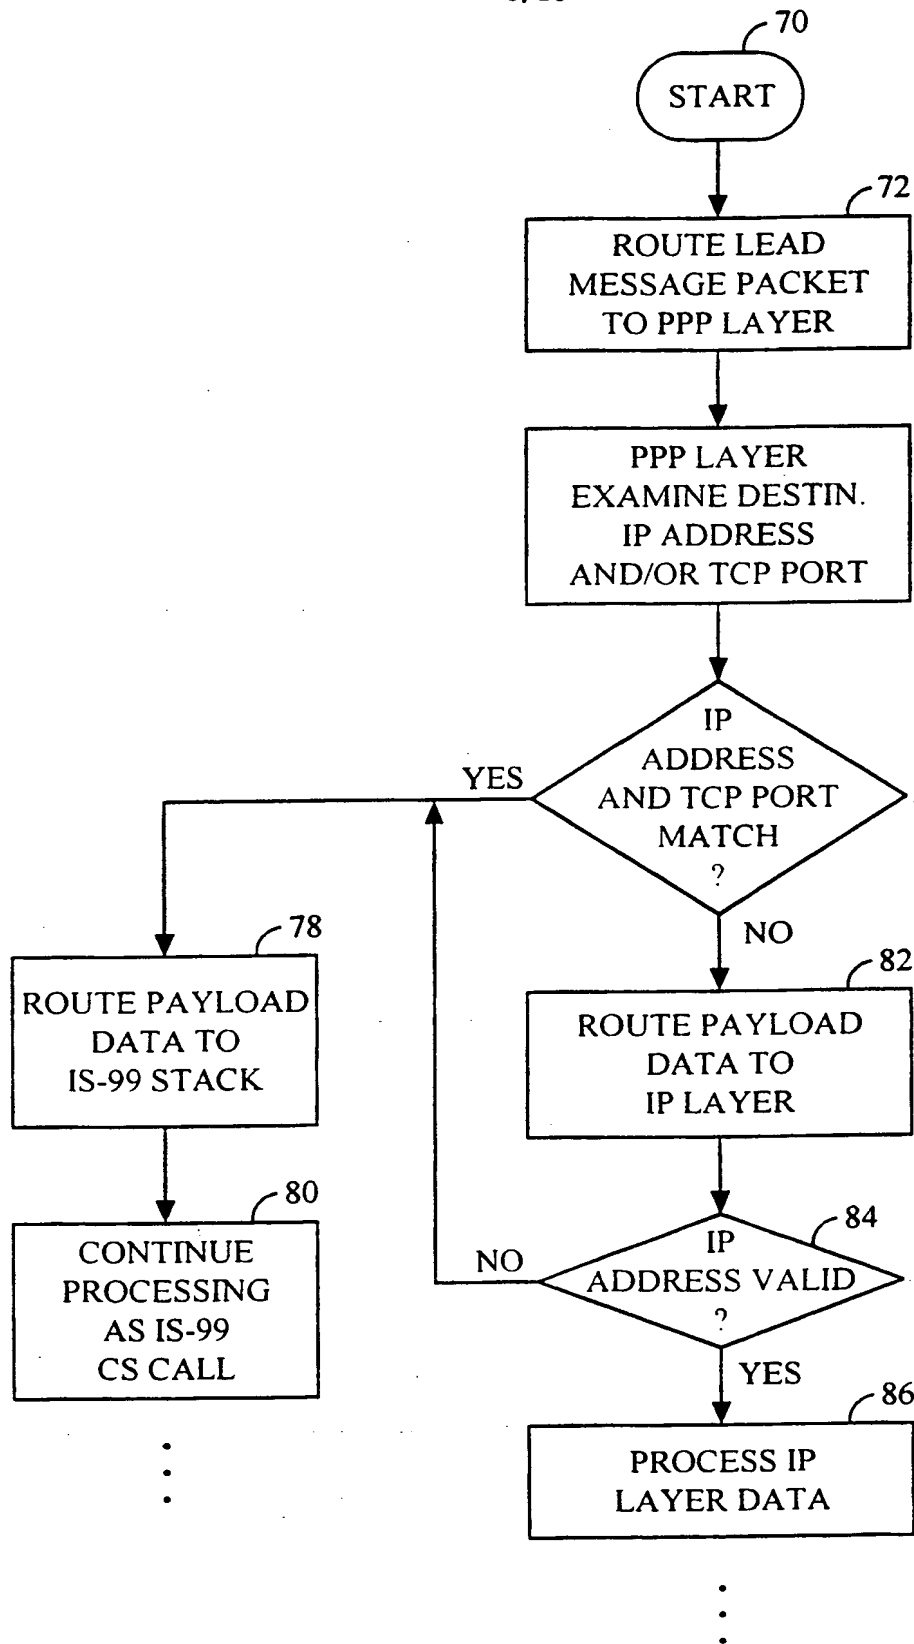 70
START
72
ROUTE LEAD
MESSAGE PACKET
TO PPP LAYER
PPP LAYER
EXAMINE DESTIN.
IP ADDRESS
AND/OR TCP PORT
IP
ADDRESS
AND TCP PORT
MATCH
?
YES
NO
78
ROUTE PAYLOAD
DATA TO
IS-99 STACK
82
ROUTE PAYLOAD
DATA TO
IP LAYER
80
CONTINUE
PROCESSING
AS IS-99
CS CALL
84
IP
ADDRESS VALID
?
NO
YES
86
PROCESS IP
LAYER DATA